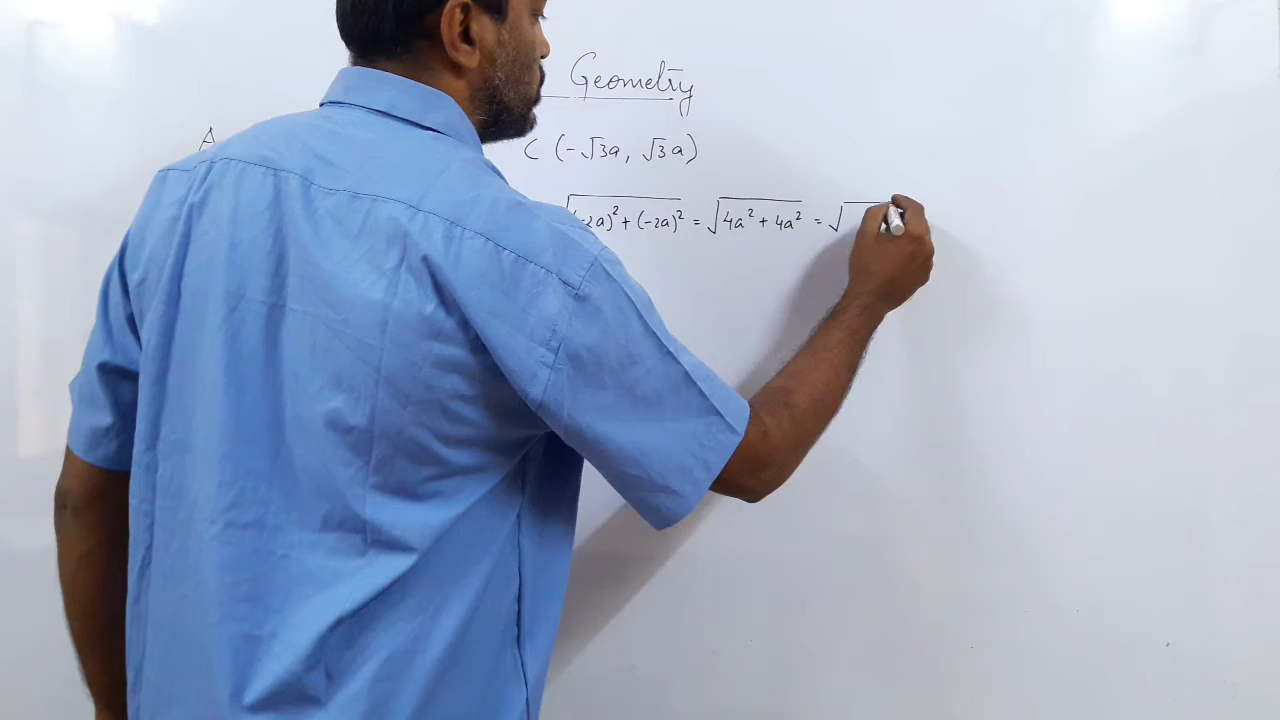 Geometry
A C (-√3a, √3a)
√(-2a)² + (-2a)² = √4a² + 4a² = √